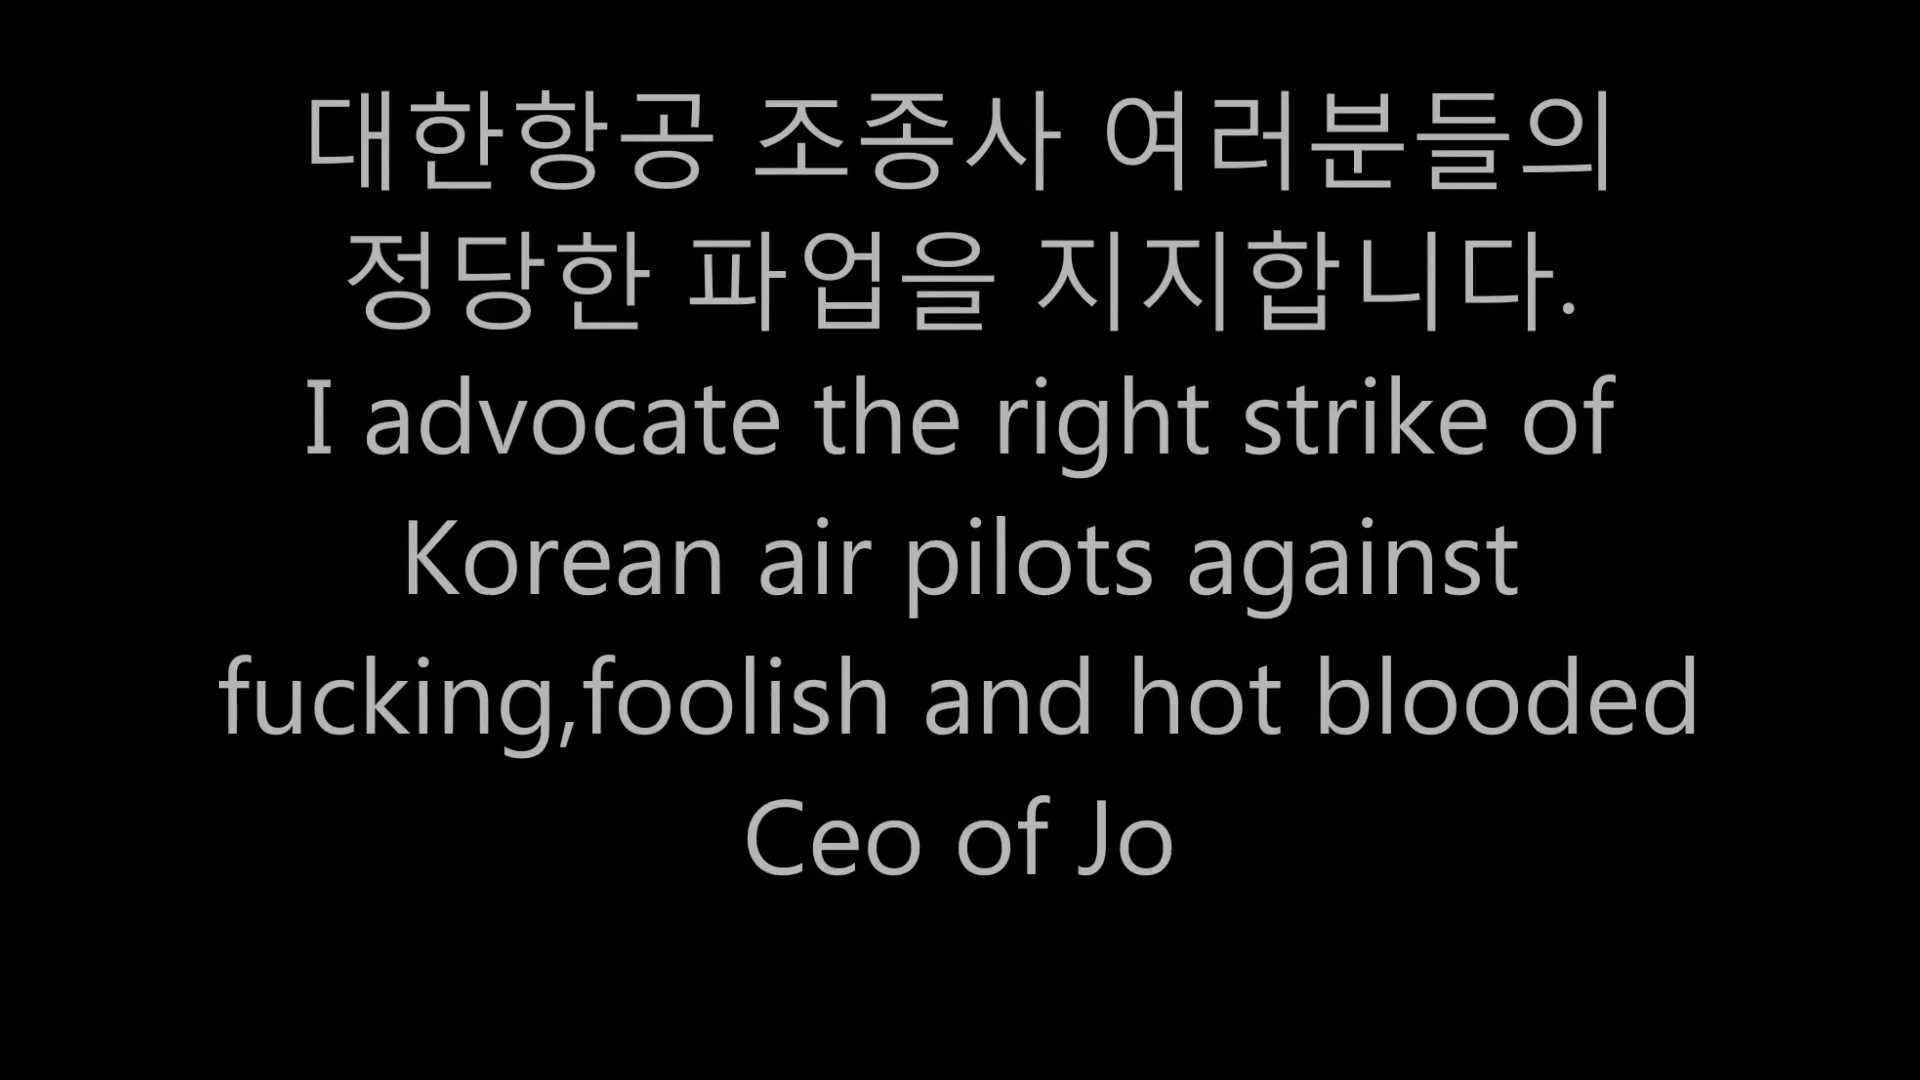 대한항공 조종사 여러분들의
정당한 파업을 지지합니다.
I advocate the right strike of
Korean air pilots against
fucking,foolish and hot blooded
Ceo of Jo